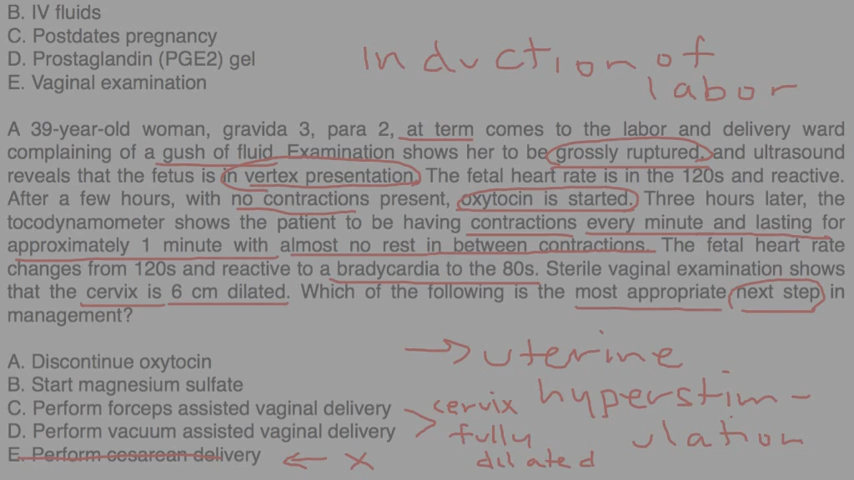 B. IV fluids
C. Postdates pregnancy
D. Prostaglandin (PGE2) gel
E. Vaginal examination
Induction of
labor
A 39-year-old woman, gravida 3, para 2, at term comes to the labor and delivery ward
complaining of a gush of fluid. Examination shows her to be grossly ruptured, and ultrasound
reveals that the fetus is in vertex presentation. The fetal heart rate is in the 120s and reactive.
After a few hours, with no contractions present, oxytocin is started. Three hours later, the
tocodynamometer shows the patient to be having contractions every minute and lasting for
approximately 1 minute with almost no rest in between contractions. The fetal heart rate
changes from 120s and reactive to a bradycardia to the 80s. Sterile vaginal examination shows
that the cervix is 6 cm dilated. Which of the following is the most appropriate next step in
management?
A. Discontinue oxytocin
B. Start magnesium sulfate
C. Perform forceps assisted vaginal delivery
D. Perform vacuum assisted vaginal delivery
E. Perform cesarean delivery
→ uterine
hyperstim-
ulation
cervix
fully
dilated
← X